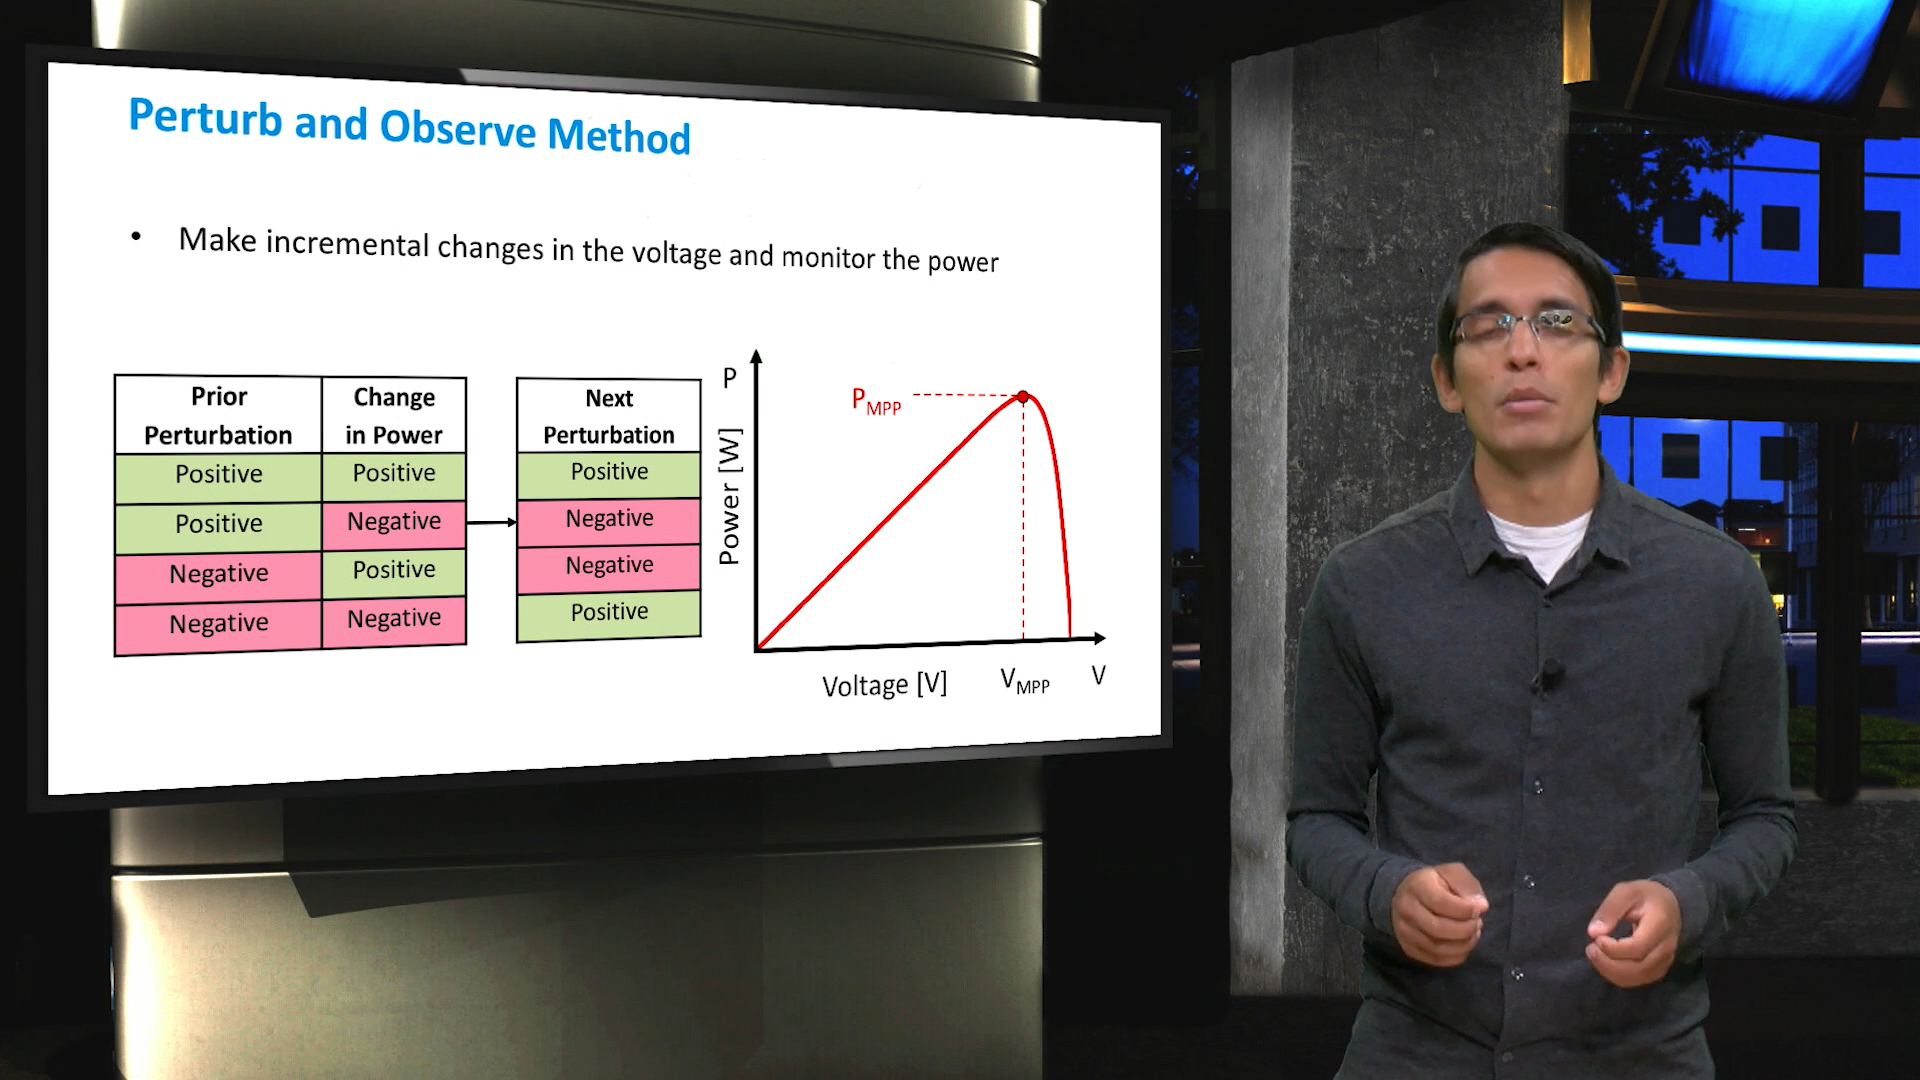 Perturb and Observe Method
• Make incremental changes in the voltage and monitor the power
Prior Perturbation
Change in Power
Next Perturbation
Positive Positive Positive
Positive Negative Negative
Negative Positive Negative
Negative Negative Positive
P
Power [W]
PMPP
Voltage [V]
VMPP
V